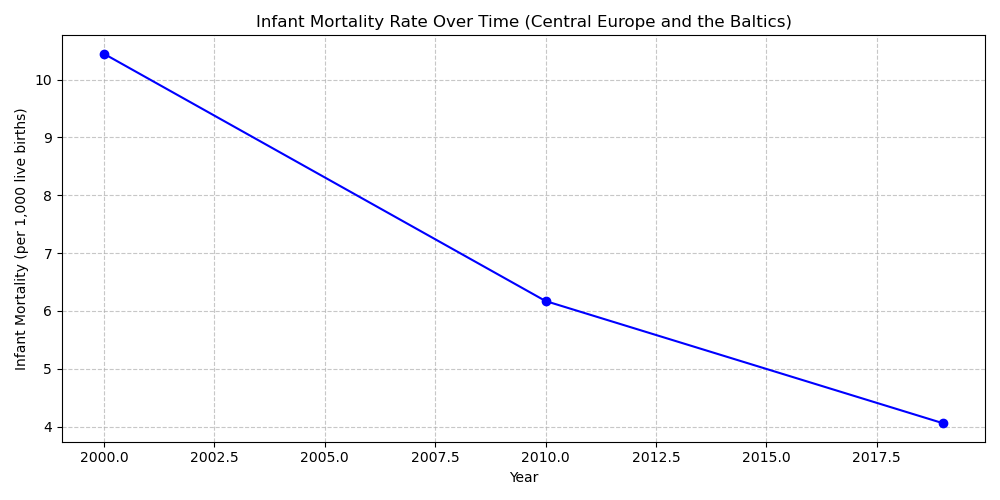 Infant Mortality Rate Over Time (Central Europe and the Baltics)
Infant Mortality (per 1,000 live births)
10
9
8
7
6
5
4
2000.0 2002.5 2005.0 2007.5 2010.0 2012.5 2015.0 2017.5
Year